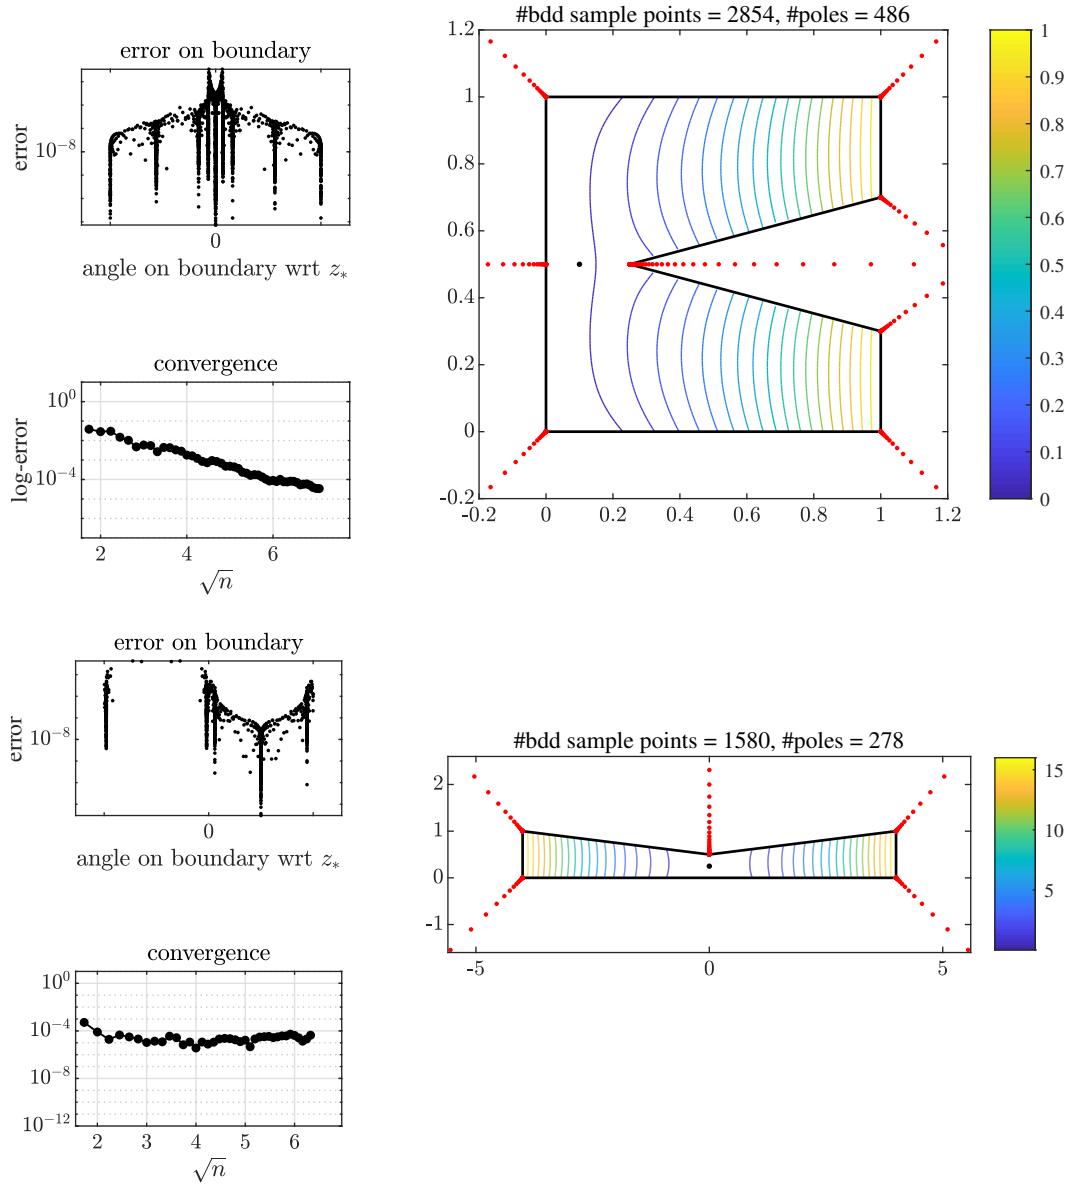 error on boundary
error
10^{-8}
0
angle on boundary wrt z_*
convergence
log-error
10^0
10^{-4}
2 4 6
√n
#bdd sample points = 2854, #poles = 486
1.2
1
0.8
0.6
0.4
0.2
0
-0.2
-0.2 0 0.2 0.4 0.6 0.8 1 1.2
1
0.9
0.8
0.7
0.6
0.5
0.4
0.3
0.2
0.1
0
error on boundary
error
10^{-8}
0
angle on boundary wrt z_*
convergence
10^0
10^{-4}
10^{-8}
10^{-12}
2 3 4 5 6
√n
#bdd sample points = 1580, #poles = 278
2
1
0
-1
-5 0 5
15
10
5